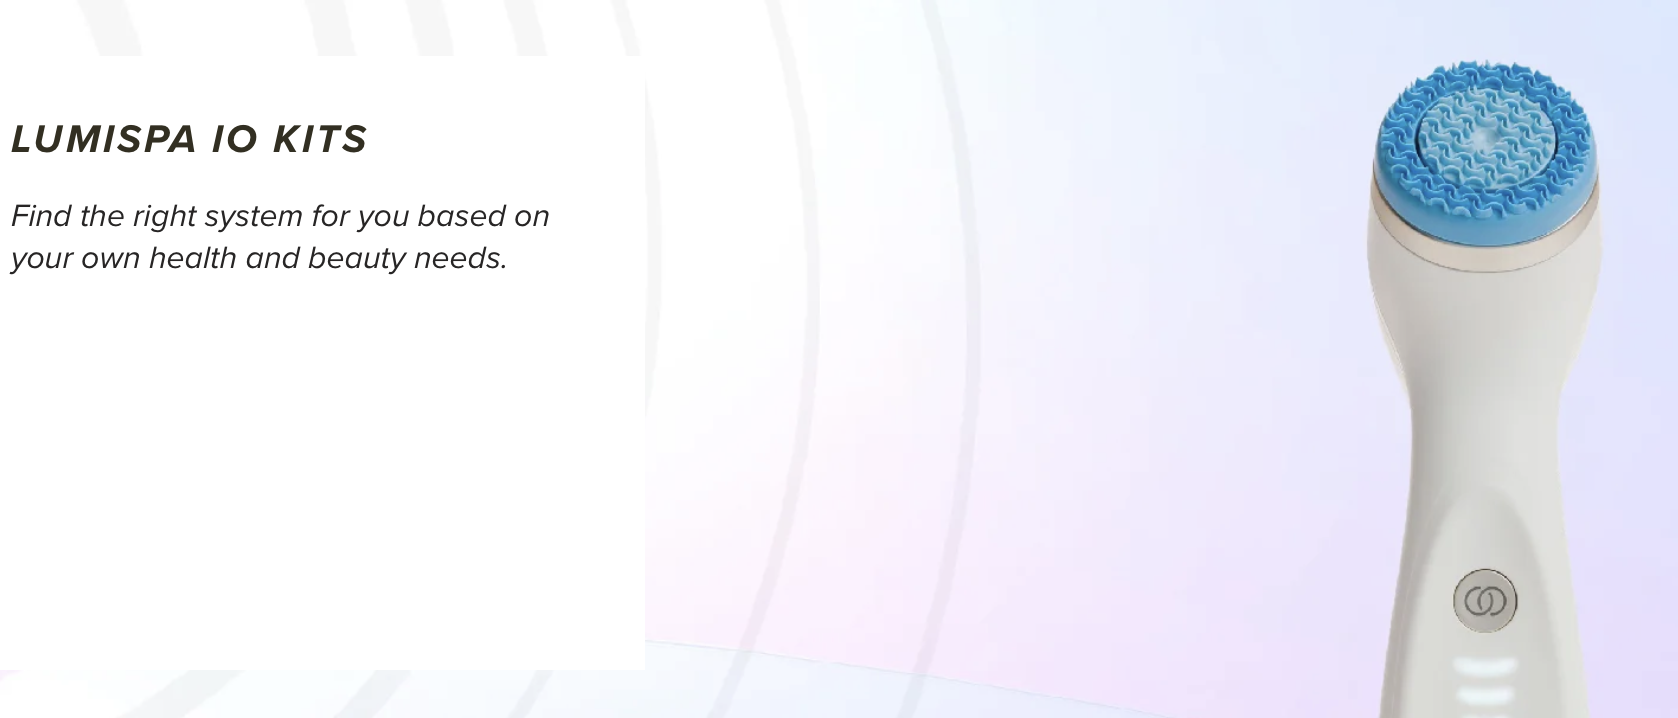 LUMISPA IO KITS
Find the right system for you based on
your own health and beauty needs.